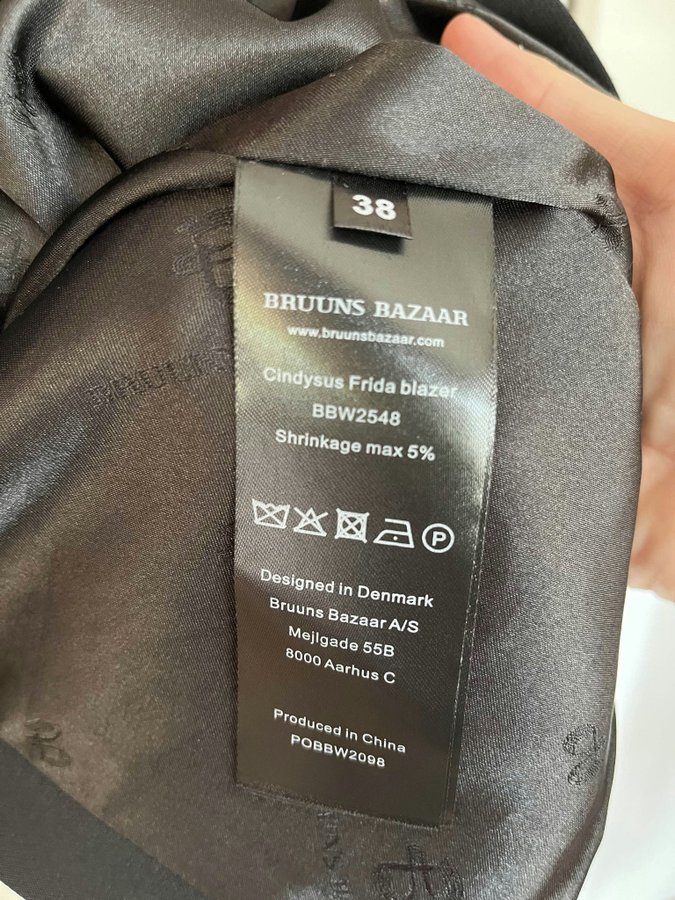 38
BRUUNS BAZAAR
www.bruunsbazaar.com
Cindysus Frida blazer
BBW2548
Shrinkage max 5%
P
Designed in Denmark
Bruuns Bazaar A/S
Mejlgade 55B
8000 Aarhus C
Produced in China
POBBW2098